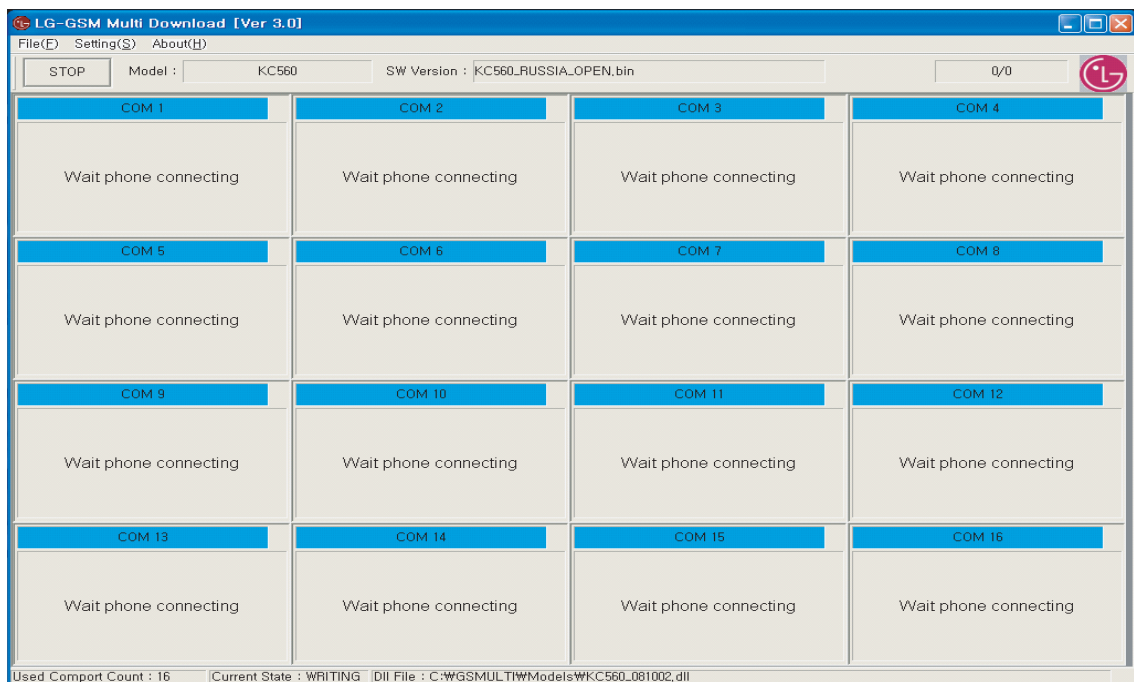 LG-GSM Multi Download [Ver 3.0]
File(F) Setting(S) About(H)
STOP Model : KC560 SW Version : KC560_RUSSIA_OPEN.bin 0/0 LG
COM 1 COM 2 COM 3 COM 4
Wait phone connecting Wait phone connecting Wait phone connecting Wait phone connecting
COM 5 COM 6 COM 7 COM 8
Wait phone connecting Wait phone connecting Wait phone connecting Wait phone connecting
COM 9 COM 10 COM 11 COM 12
Wait phone connecting Wait phone connecting Wait phone connecting Wait phone connecting
COM 13 COM 14 COM 15 COM 16
Wait phone connecting Wait phone connecting Wait phone connecting Wait phone connecting
Used Comport Count : 16 Current State : WRITING Dll File : C:₩GSMULTI₩Models₩KC560_081002.dll